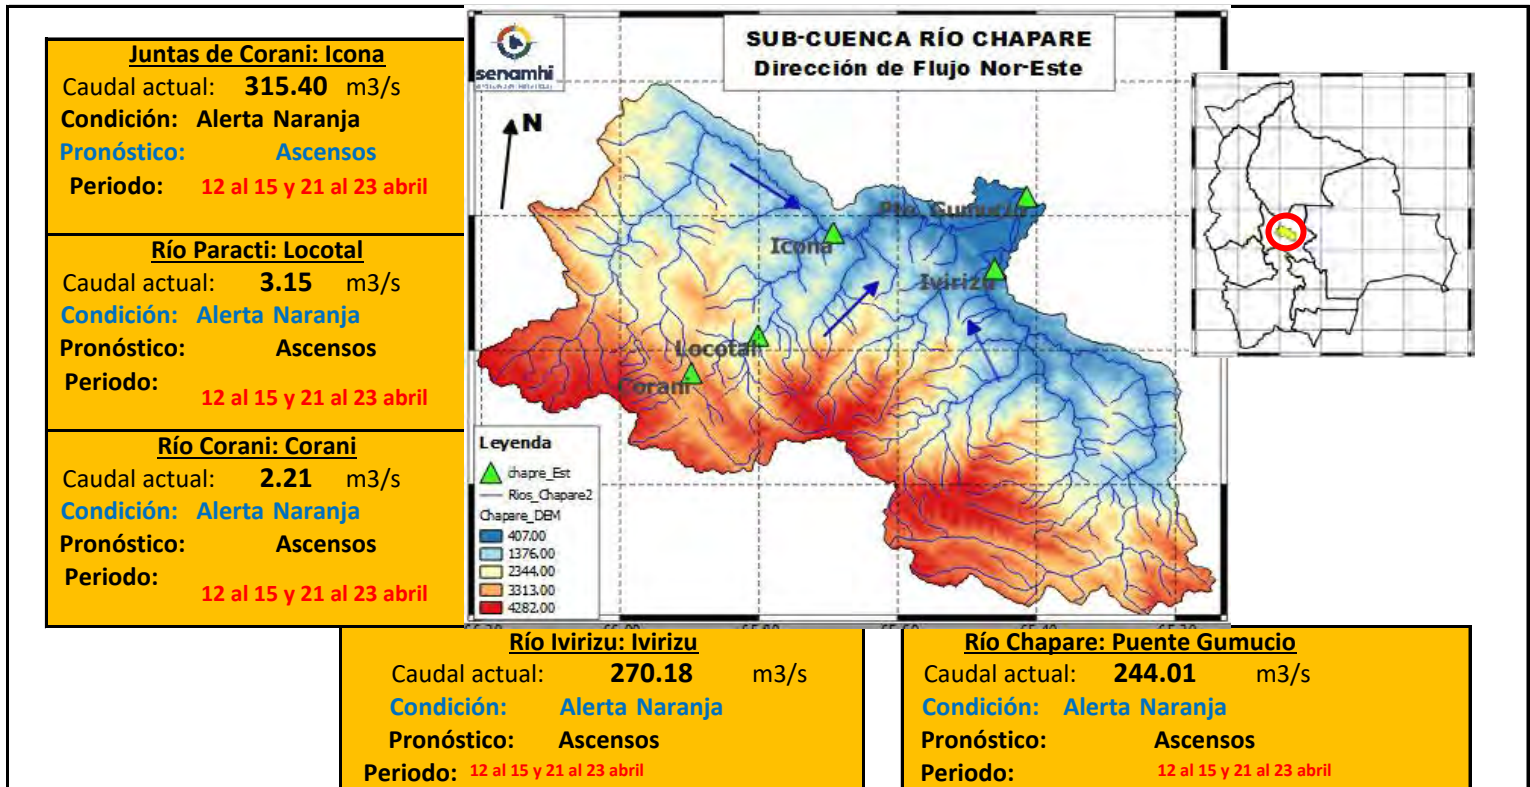 Juntas de Corani: Icona
Caudal actual: 315.40 m3/s
Condición: Alerta Naranja
Pronóstico: Ascensos
Periodo: 12 al 15 y 21 al 23 abril
Río Paracti: Locotal
Caudal actual: 3.15 m3/s
Condición: Alerta Naranja
Pronóstico: Ascensos
Periodo:
12 al 15 y 21 al 23 abril
Río Corani: Corani
Caudal actual: 2.21 m3/s
Condición: Alerta Naranja
Pronóstico: Ascensos
Periodo:
12 al 15 y 21 al 23 abril
senamhi
SUB-CUENCA RÍO CHAPARE
Dirección de Flujo Nor-Este
N
Pte. Gumucio
Icona
Ivirizu
Locotal
Corani
Leyenda
chapre_Est
Rios_Chapare2
Chapare_DEM
407.00
1376.00
2344.00
3313.00
4282.00
Río Ivirizu: Ivirizu
Caudal actual: 270.18 m3/s
Condición: Alerta Naranja
Pronóstico: Ascensos
Periodo: 12 al 15 y 21 al 23 abril
Río Chapare: Puente Gumucio
Caudal actual: 244.01 m3/s
Condición: Alerta Naranja
Pronóstico: Ascensos
Periodo: 12 al 15 y 21 al 23 abril